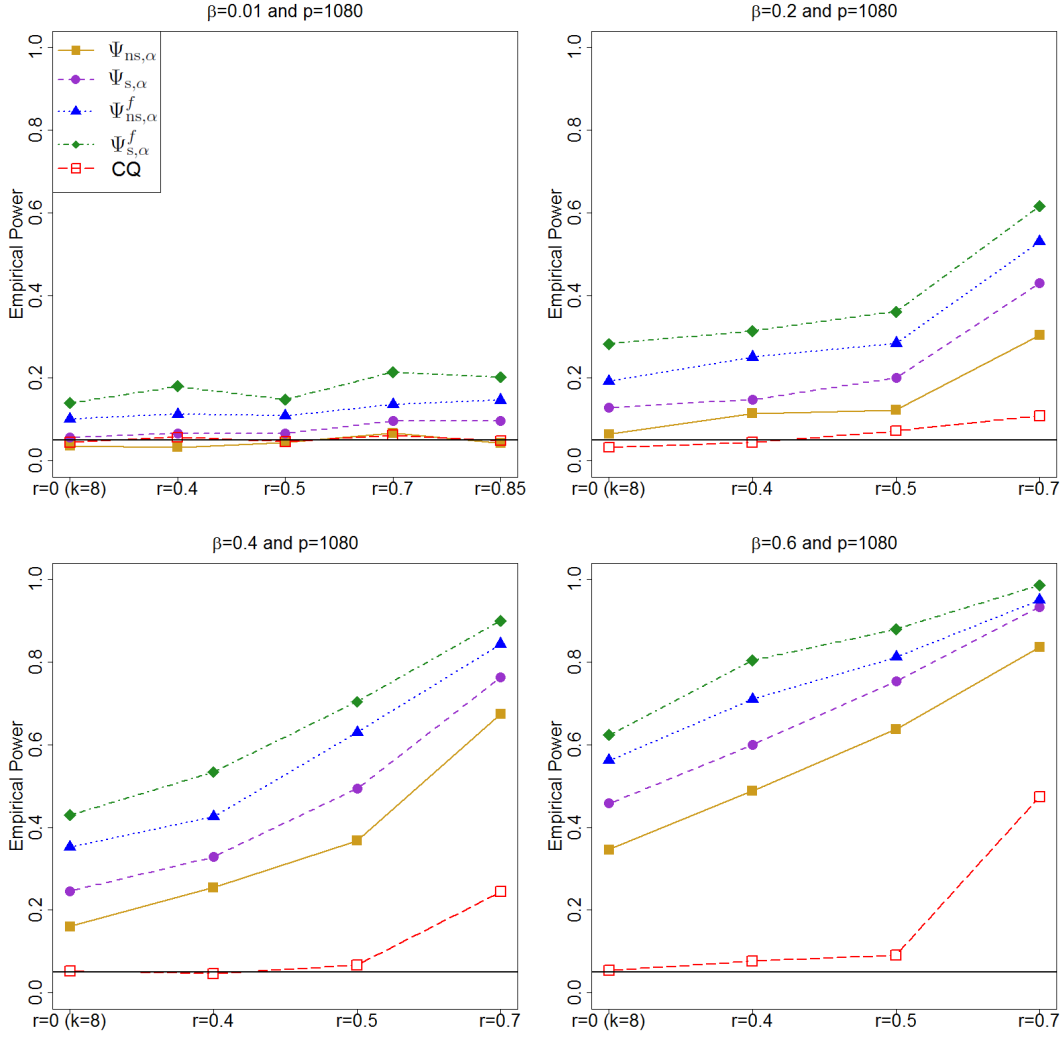 β=0.01 and p=1080
Empirical Power
1.0
0.8
0.6
0.4
0.2
0.0
Ψns,α
Ψs,α
Ψfns,α
Ψfs,α
CQ
r=0 (k=8) r=0.4 r=0.5 r=0.7 r=0.85
β=0.2 and p=1080
Empirical Power
1.0
0.8
0.6
0.4
0.2
0.0
r=0 (k=8) r=0.4 r=0.5 r=0.7
β=0.4 and p=1080
Empirical Power
1.0
0.8
0.6
0.4
0.2
0.0
r=0 (k=8) r=0.4 r=0.5 r=0.7
β=0.6 and p=1080
Empirical Power
1.0
0.8
0.6
0.4
0.2
0.0
r=0 (k=8) r=0.4 r=0.5 r=0.7